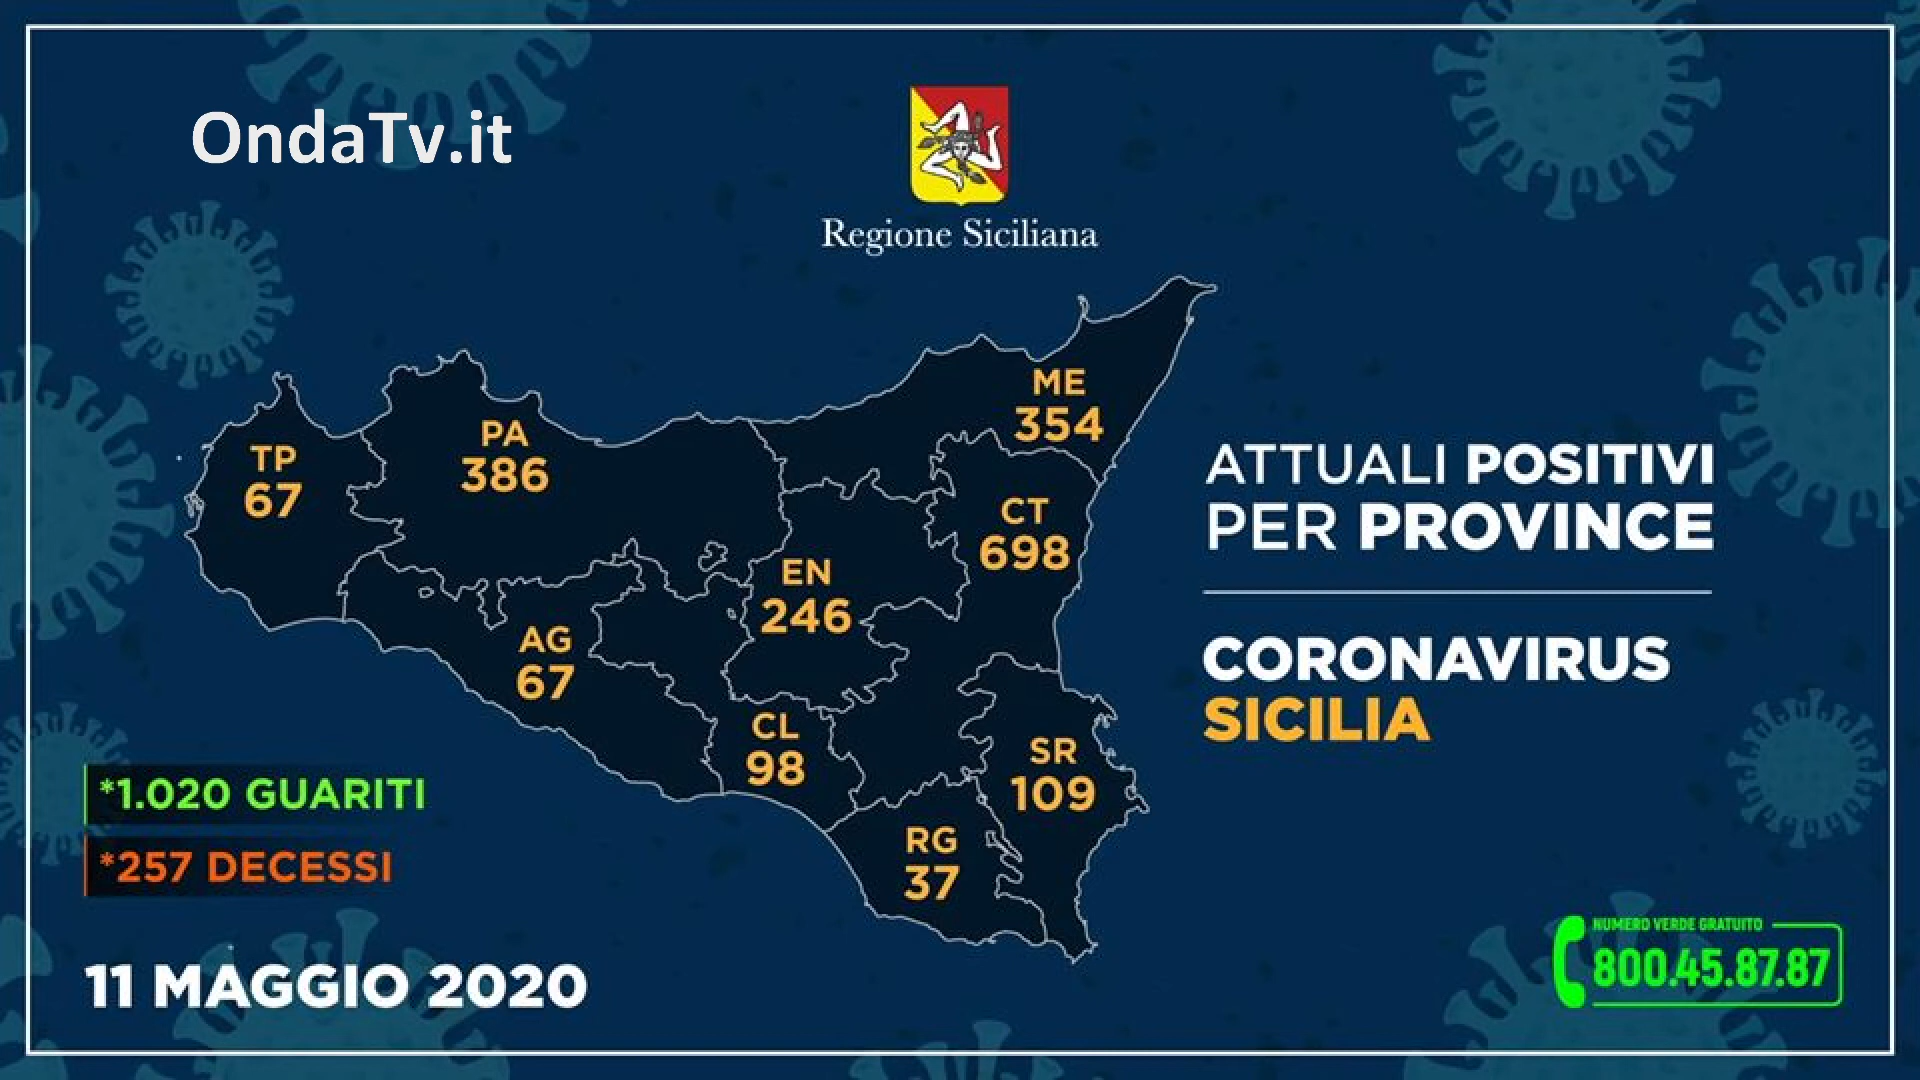 OndaTv.it
Regione Siciliana
ME
354
PA
386
TP
67
CT
698
EN
246
AG
67
CL
98
SR
109
RG
37
ATTUALI POSITIVI
PER PROVINCE
CORONAVIRUS
SICILIA
*1.020 GUARITI
*257 DECESSI
11 MAGGIO 2020
NUMERO VERDE GRATUITO
800.45.87.87